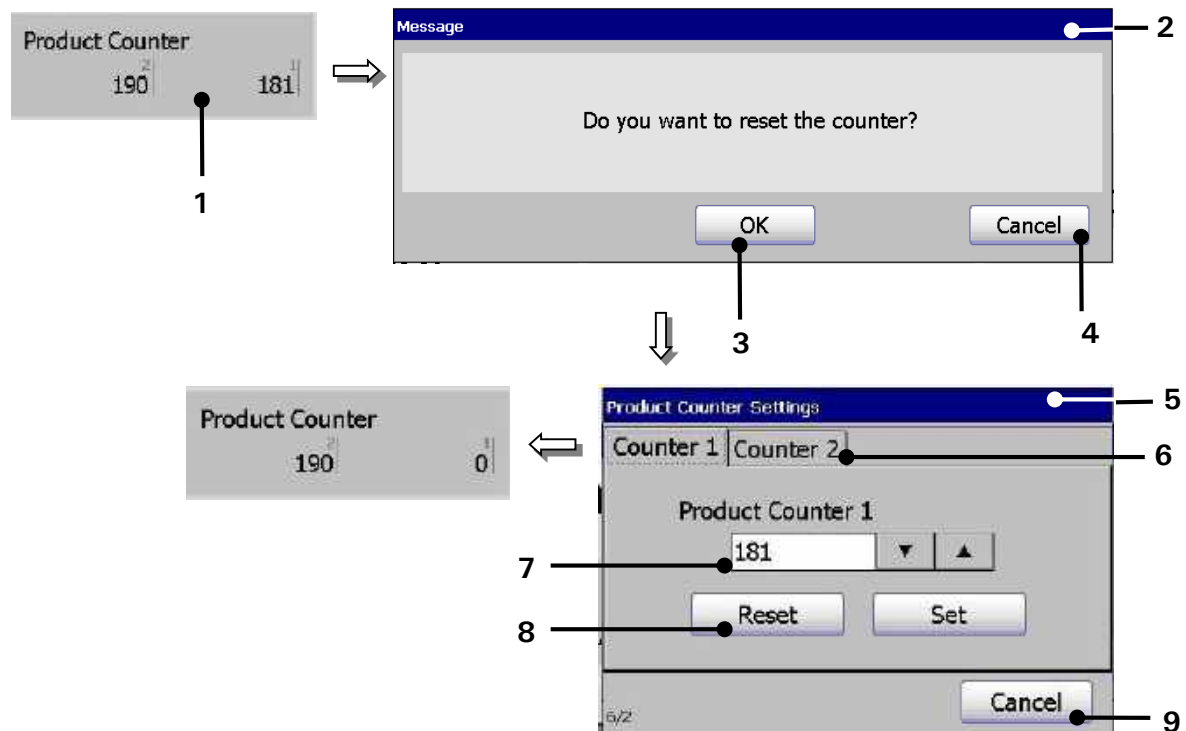 Product Counter
2 1
190 181
1
Message
2
Do you want to reset the counter?
OK Cancel
3
4
Product Counter
2 1
190 0
Product Counter Settings
5
Counter 1 Counter 2
6
Product Counter 1
181 ▼ ▲
7
Reset Set
8
Cancel
6/2
9